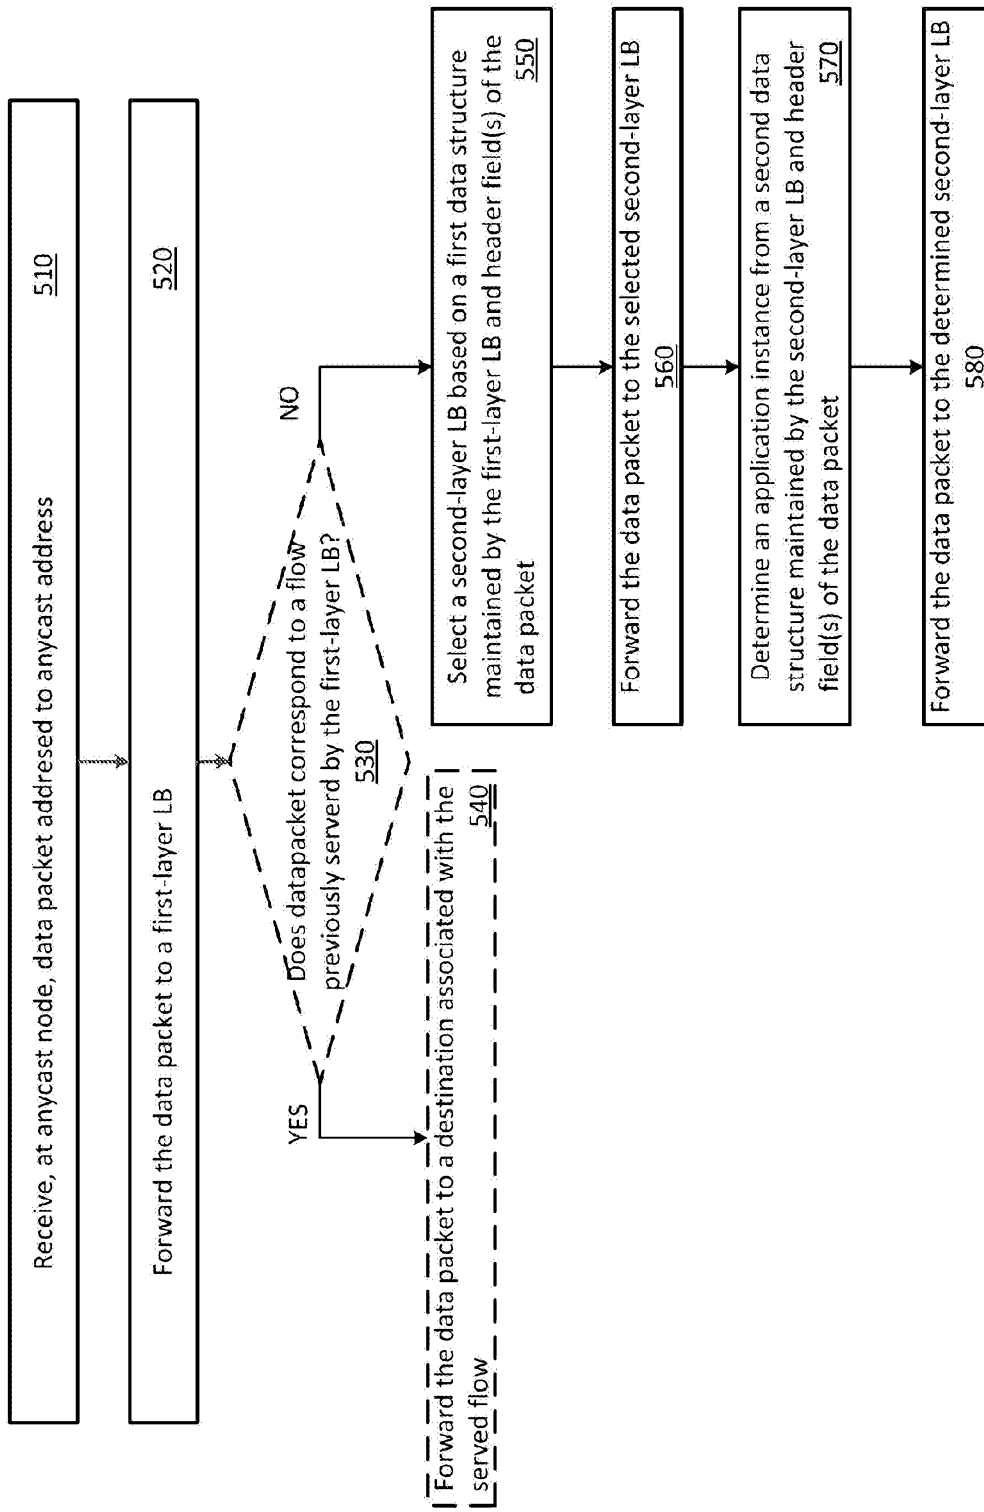 Receive, at anycast node, data packet addresed to anycast address
510
Forward the data packet to a first-layer LB
520
Does datapacket correspond to a flow
previously serverd by the first-layer LB?
530
YES
NO
Forward the data packet to a destination associated with the
served flow
540
Select a second-layer LB based on a first data structure
maintained by the first-layer LB and header field(s) of the
data packet
550
Forward the data packet to the selected second-layer LB
560
Determine an application instance from a second data
structure maintained by the second-layer LB and header
field(s) of the data packet
570
Forward the data packet to the determined second-layer LB
580